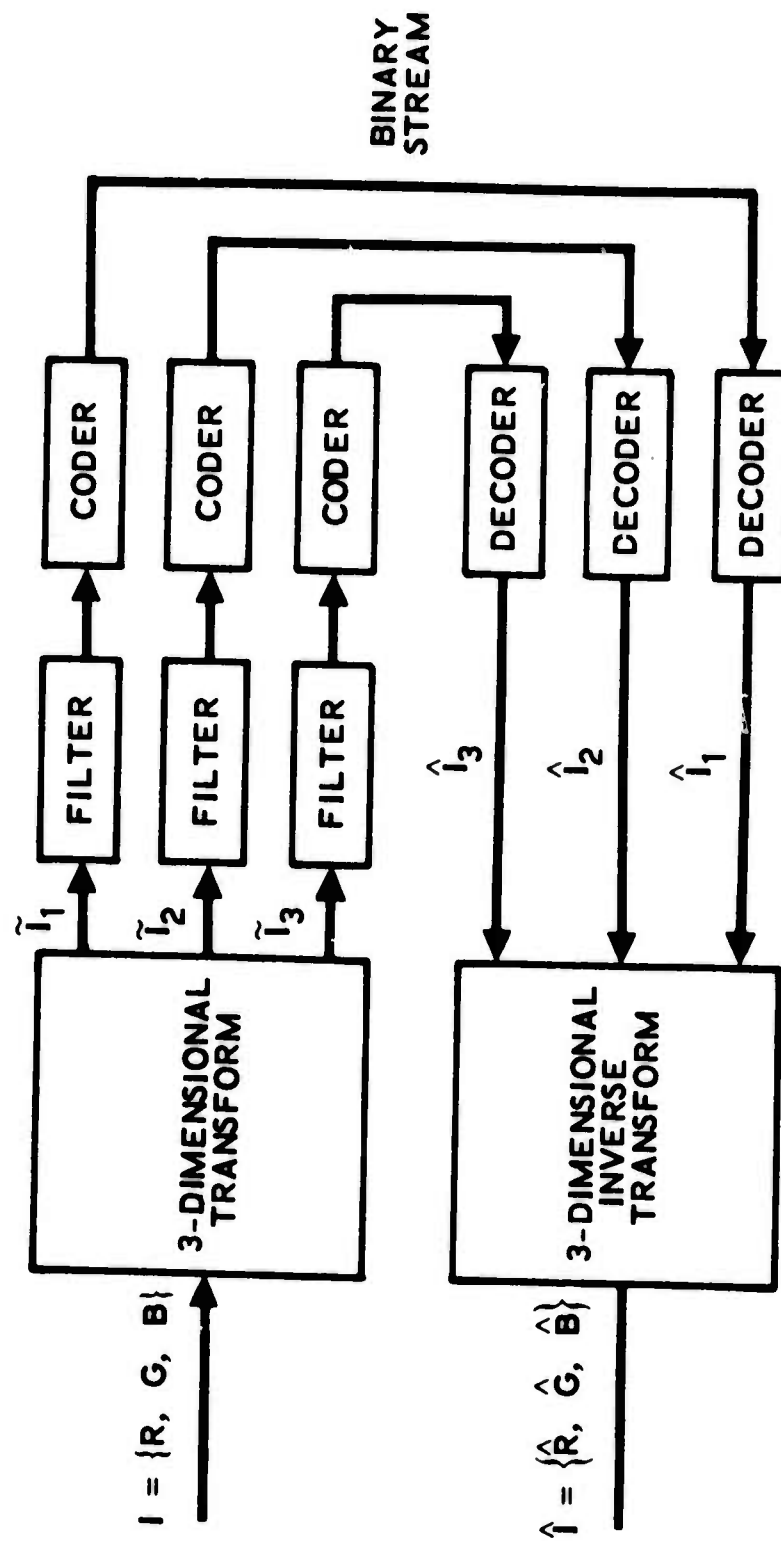 I = {R, G, B}
3-DIMENSIONAL
TRANSFORM
Ĩ₁
Ĩ₂
Ĩ₃
FILTER
FILTER
FILTER
CODER
CODER
CODER
BINARY
STREAM
DECODER
DECODER
DECODER
Î₃
Î₂
Î₁
3-DIMENSIONAL
INVERSE
TRANSFORM
Î = {R̂, Ĝ, B̂}